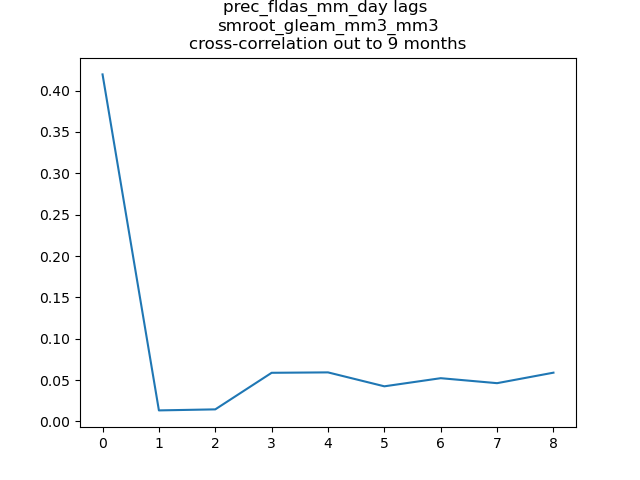 prec_fldas_mm_day lags
smroot_gleam_mm3_mm3
cross-correlation out to 9 months
0.40
0.35
0.30
0.25
0.20
0.15
0.10
0.05
0.00
0 1 2 3 4 5 6 7 8